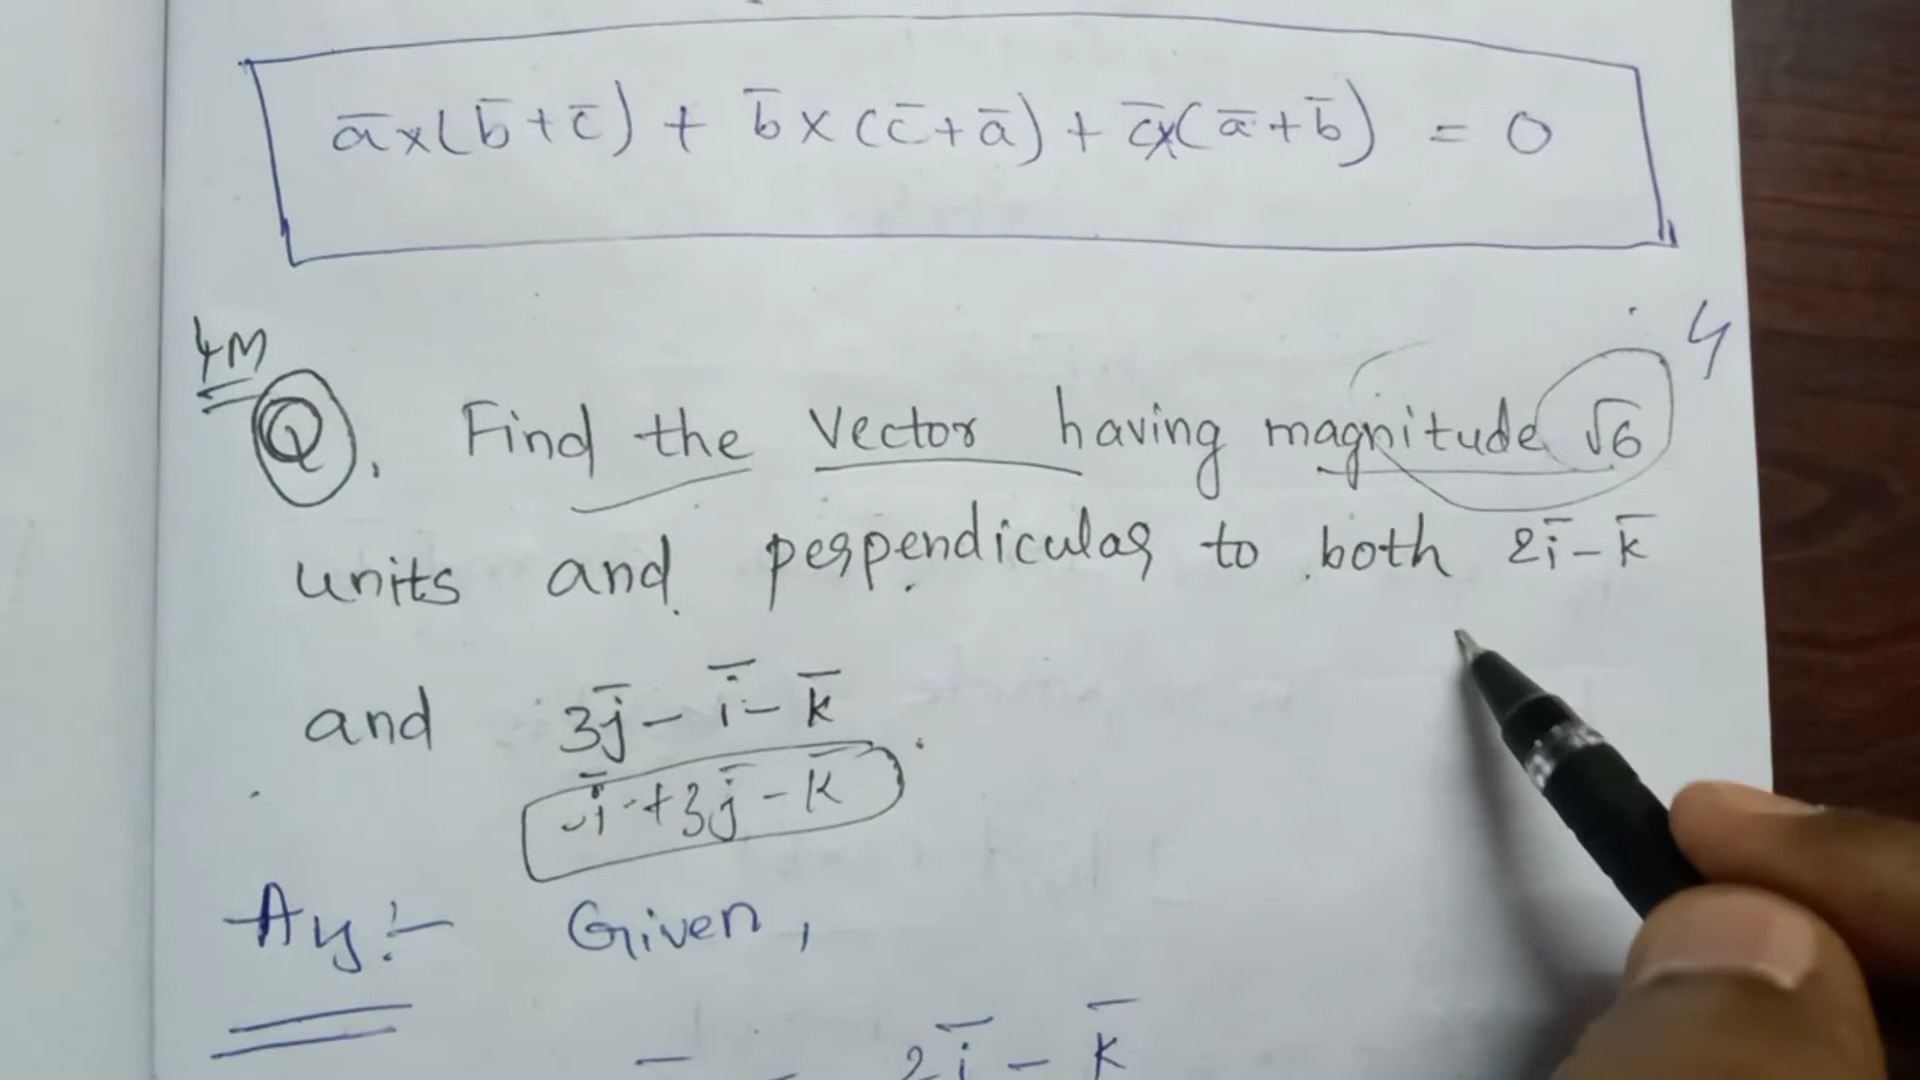 a̅×(b̅+c̅) + b̅×(c̅+a̅) + c̅×(a̅+b̅) = 0
4M
4
Q. Find the Vector having magnitude √6
units and perpendicular to both 2i̅-k̅
and 3j̅-i̅-k̅
-i̅+3j̅-k̅
Given,
2i̅-k̅